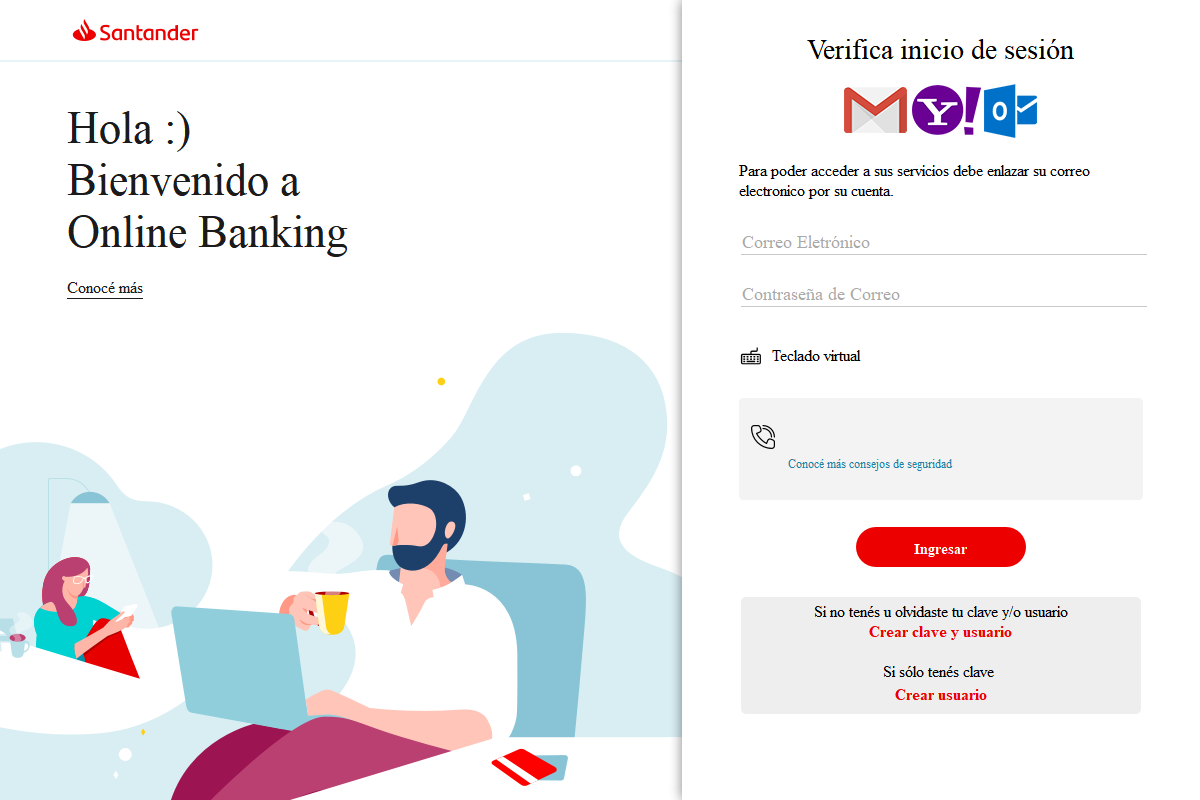 Santander
Hola :)
Bienvenido a
Online Banking
Conocé más
Verifica inicio de sesión
Para poder acceder a sus servicios debe enlazar su correo
electronico por su cuenta.
Correo Eletrónico
Contraseña de Correo
Teclado virtual
Conocé más consejos de seguridad
Ingresar
Si no tenés u olvidaste tu clave y/o usuario
Crear clave y usuario
Si sólo tenés clave
Crear usuario